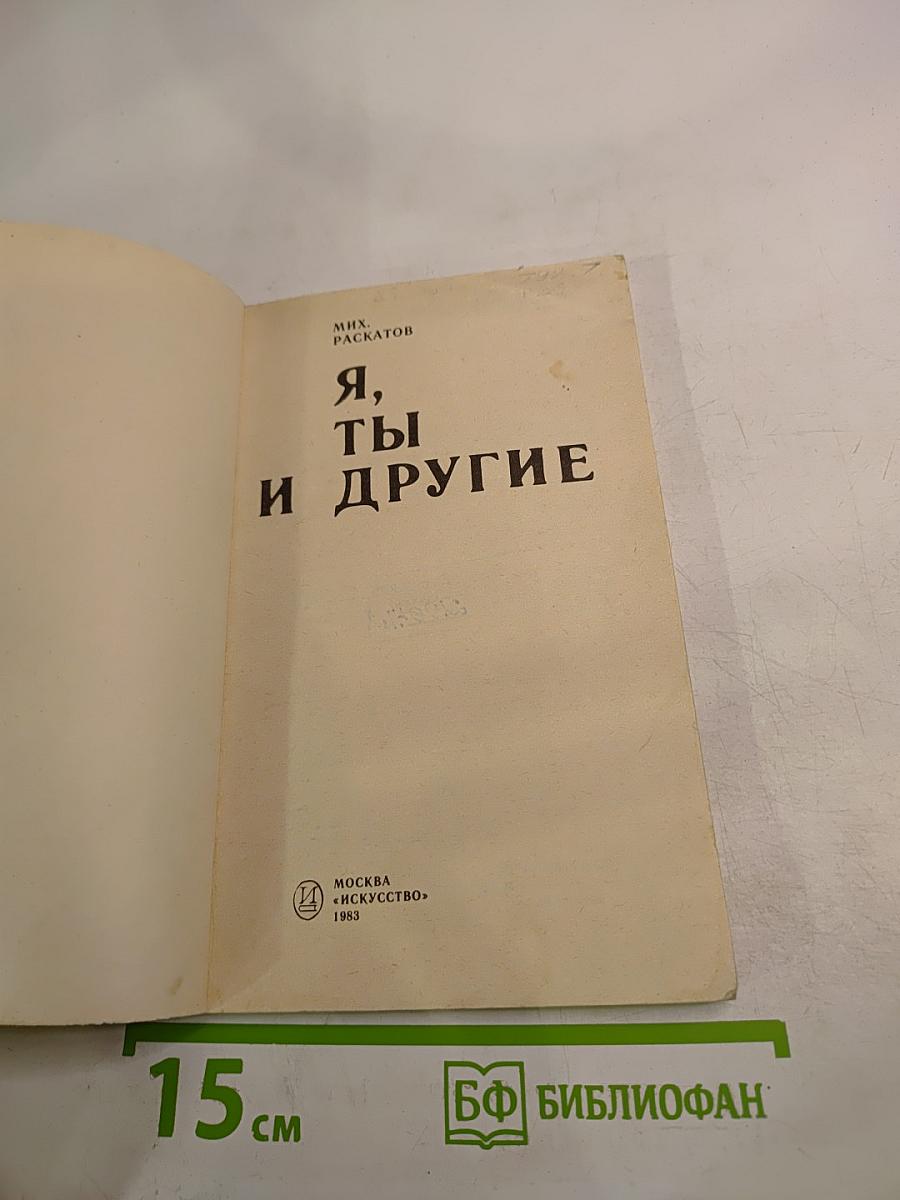 МИХ.
РАСКАТОВ
Я,
ТЫ
И ДРУГИЕ
И
МОСКВА
«ИСКУССТВО»
1983
15 см
БФ БИБЛИОФАН